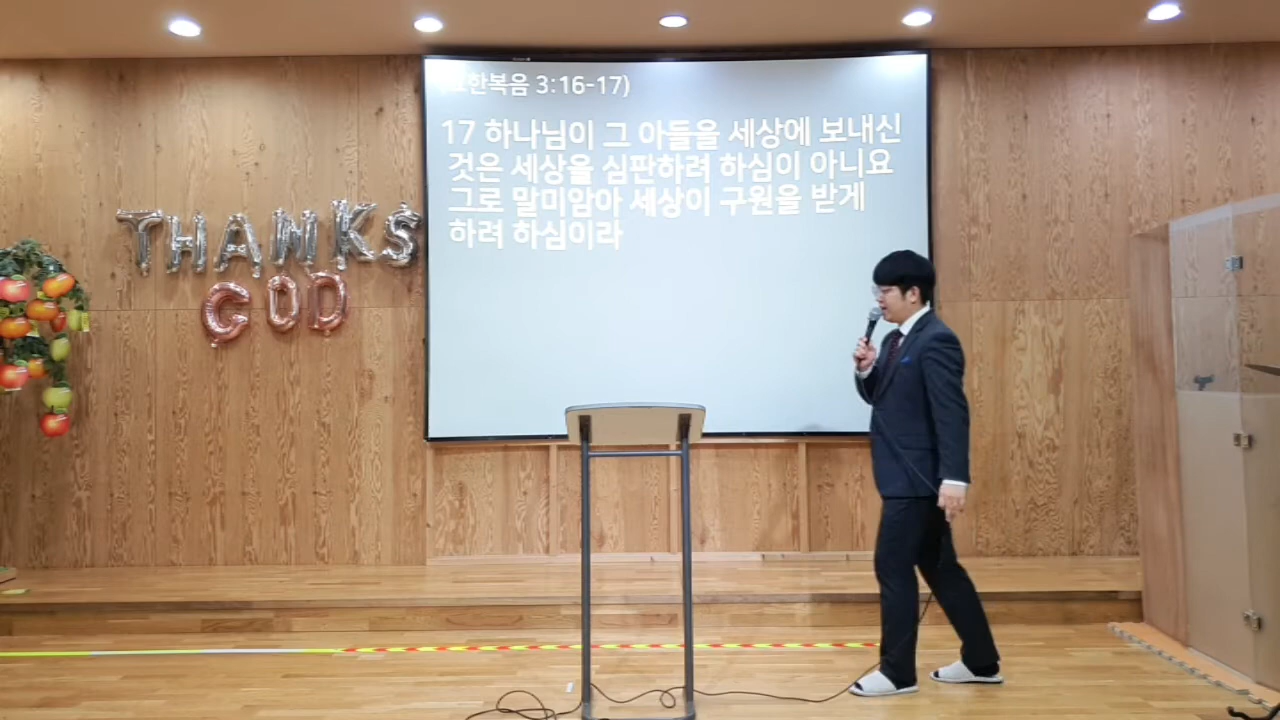 THANKS
GOD
한복음 3:16-17)
17 하나님이 그 아들을 세상에 보내신
것은 세상을 심판하려 하심이 아니요
그로 말미암아 세상이 구원을 받게
하려 하심이라